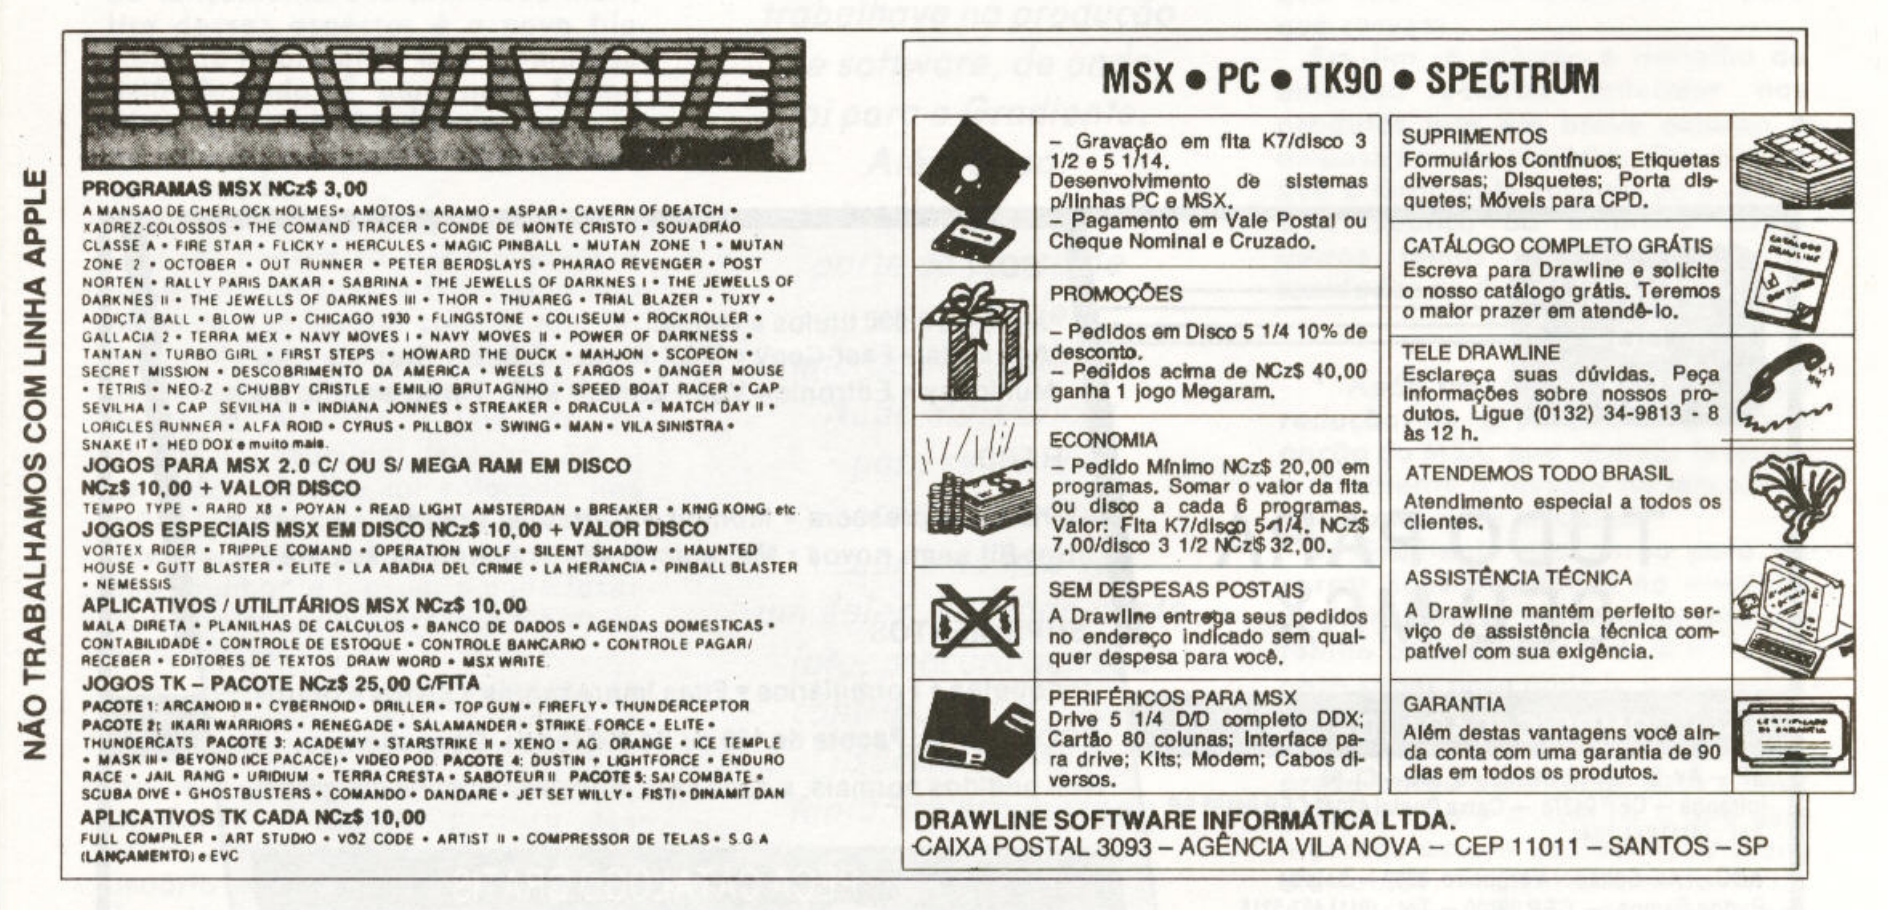 NÃO TRABALHAMOS COM LINHA APPLE
DRAWLINE
PROGRAMAS MSX NCz$ 3,00
A MANSAO DE CHERLOCK HOLMES • AMOTOS • ARAMO • ASPAR • CAVERN OF DEATCH •
XADREZ-COLOSSOS • THE COMAND TRACER • CONDE DE MONTE CRISTO • SQUADRAO
CLASSE A • FIRE STAR • FLICKY • HERCULES • MAGIC PINBALL • MUTAN ZONE 1 • MUTAN
ZONE 2 • OCTOBER • OUT RUNNER • PETER BERDSLAYS • PHARAO REVENGER • POST
NORTEN • RALLY PARIS DAKAR • SABRINA • THE JEWELLS OF DARKNES I • THE JEWELLS OF
DARKNES II • THE JEWELLS OF DARKNES III • THOR • THUAREG • TRIAL BLAZER • TUXY •
ADDICTA BALL • BLOW UP • CHICAGO 1930 • FLINGSTONE • COLISEUM • ROCKROLLER •
GALLACIA 2 • TERRA MEX • NAVY MOVES I • NAVY MOVES II • POWER OF DARKNESS •
TANTAN • TURBO GIRL • FIRST STEPS • HOWARD THE DUCK • MAHJON • SCOPEON •
SECRET MISSION • DESCOBRIMENTO DA AMERICA • WEELS & FARGOS • DANGER MOUSE
• TETRIS • NEO-Z • CHUBBY CRISTLE • EMILIO BRUTAGNHO • SPEED BOAT RACER • CAP
SEVILHA I • CAP SEVILHA II • INDIANA JONNES • STREAKER • DRACULA • MATCH DAY II •
LORICLES RUNNER • ALFA ROID • CYRUS • PILLBOX • SWING • MAN • VILA SINISTRA •
SNAKE IT • HED DOX e muito mais.
JOGOS PARA MSX 2.0 C/ OU S/ MEGA RAM EM DISCO
NCz$ 10,00 + VALOR DISCO
TEMPO TYPE • RARD X8 • POYAN • READ LIGHT AMSTERDAN • BREAKER • KING KONG, etc
JOGOS ESPECIAIS MSX EM DISCO NCz$ 10,00 + VALOR DISCO
VORTEX RIDER • TRIPPLE COMAND • OPERATION WOLF • SILENT SHADOW • HAUNTED
HOUSE • GUTT BLASTER • ELITE • LA ABADIA DEL CRIME • LA HERANCIA • PINBALL BLASTER
• NEMESSIS
APLICATIVOS / UTILITÁRIOS MSX NCz$ 10,00
MALA DIRETA • PLANILHAS DE CALCULOS • BANCO DE DADOS • AGENDAS DOMESTICAS •
CONTABILIDADE • CONTROLE DE ESTOQUE • CONTROLE BANCARIO • CONTROLE PAGAR/
RECEBER • EDITORES DE TEXTOS DRAW WORD • MSX WRITE.
JOGOS TK – PACOTE NCz$ 25,00 C/FITA
PACOTE 1: ARCANOID II • CYBERNOID • DRILLER • TOP GUN • FIREFLY • THUNDERCEPTOR
PACOTE 2: IKARI WARRIORS • RENEGADE • SALAMANDER • STRIKE FORCE • ELITE •
THUNDERCATS PACOTE 3: ACADEMY • STARSTRIKE II • XENO • AG ORANGE • ICE TEMPLE
• MASK III • BEYOND (ICE PACACE) • VIDEO POD PACOTE 4: DUSTIN • LIGHTFORCE • ENDURO
RACE • JAIL RANG • URIDIUM • TERRA CRESTA • SABOTEUR II PACOTE 5: SAI COMBATE •
SCUBA DIVE • GHOSTBUSTERS • COMANDO • DANDARE • JET SET WILLY • FISTI • DINAMIT DAN
APLICATIVOS TK CADA NCz$ 10,00
FULL COMPILER • ART STUDIO • VOZ CODE • ARTIST II • COMPRESSOR DE TELAS • S.G.A
(LANÇAMENTO) e EVC
MSX • PC • TK90 • SPECTRUM
– Gravação em fita K7/disco 3
1/2 e 5 1/14.
Desenvolvimento de sistemas
p/linhas PC e MSX.
– Pagamento em Vale Postal ou
Cheque Nominal e Cruzado.
PROMOÇÕES
– Pedidos em Disco 5 1/4 10% de
desconto.
– Pedidos acima de NCz$ 40,00
ganha 1 jogo Megaram.
ECONOMIA
– Pedido Mínimo NCz$ 20,00 em
programas. Somar o valor da fita
ou disco a cada 6 programas.
Valor: Fita K7/disco 5-1/4. NCz$
7,00/disco 3 1/2 NCz$ 32,00.
SEM DESPESAS POSTAIS
A Drawline entrega seus pedidos
no endereço indicado sem qual-
quer despesa para você.
PERIFÉRICOS PARA MSX
Drive 5 1/4 D/D completo DDX;
Cartão 80 colunas; Interface pa-
ra drive; Kits; Modem; Cabos di-
versos.
SUPRIMENTOS
Formulários Contínuos; Etiquetas
diversas; Disquetes; Porta dis-
quetes; Móveis para CPD.
CATÁLOGO COMPLETO GRÁTIS
Escreva para Drawline e solicite
o nosso catálogo grátis. Teremos
o maior prazer em atendê-lo.
CATÁLOGO
DRAWLINE
TELE DRAWLINE
Esclareça suas dúvidas. Peça
Informações sobre nossos pro-
dutos. Ligue (0132) 34-9813 – 8
às 12 h.
ATENDEMOS TODO BRASIL
Atendimento especial a todos os
clientes.
ASSISTÊNCIA TÉCNICA
A Drawline mantém perfeito ser-
viço de assistência técnica com-
patível com sua exigência.
GARANTIA
Além destas vantagens você ain-
da conta com uma garantia de 90
dias em todos os produtos.
CERTIFICADO
DE GARANTIA
DRAWLINE SOFTWARE INFORMÁTICA LTDA.
CAIXA POSTAL 3093 – AGÊNCIA VILA NOVA – CEP 11011 – SANTOS – SP